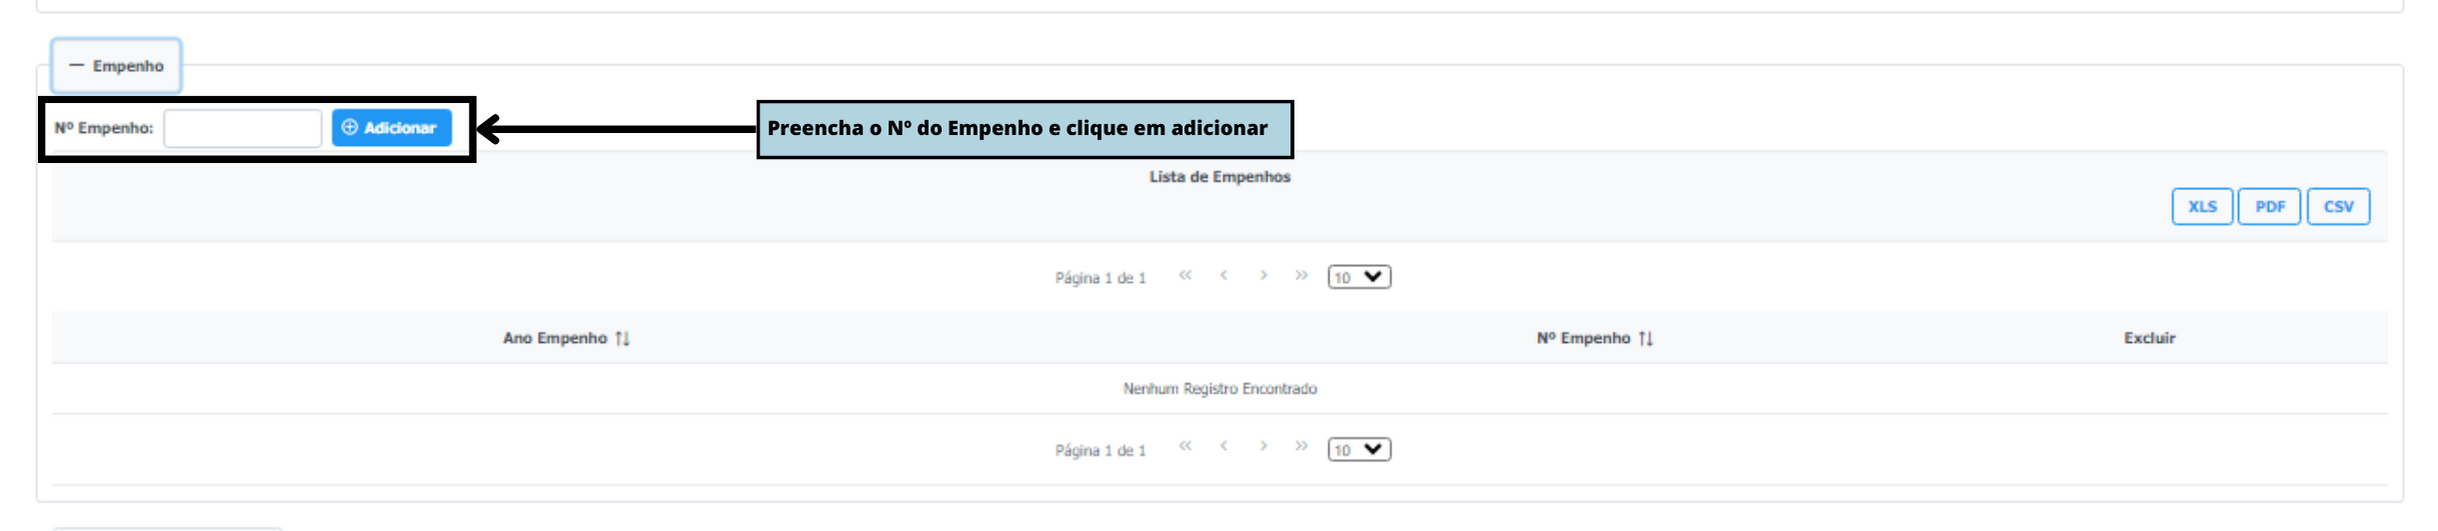 — Empenho
Nº Empenho: Adicionar
Preencha o Nº do Empenho e clique em adicionar
Lista de Empenhos
XLS PDF CSV
Página 1 de 1 « ‹ › » 10
Ano Empenho ↑↓ Nº Empenho ↑↓ Excluir
Nenhum Registro Encontrado
Página 1 de 1 « ‹ › » 10